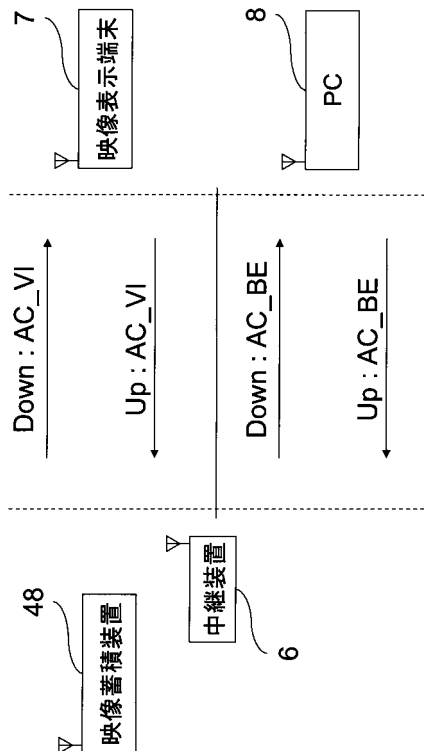 48
映像蓄積装置
中継装置
6
Down : AC_VI
Up : AC_VI
Down : AC_BE
Up : AC_BE
7
映像表示端末
8
PC